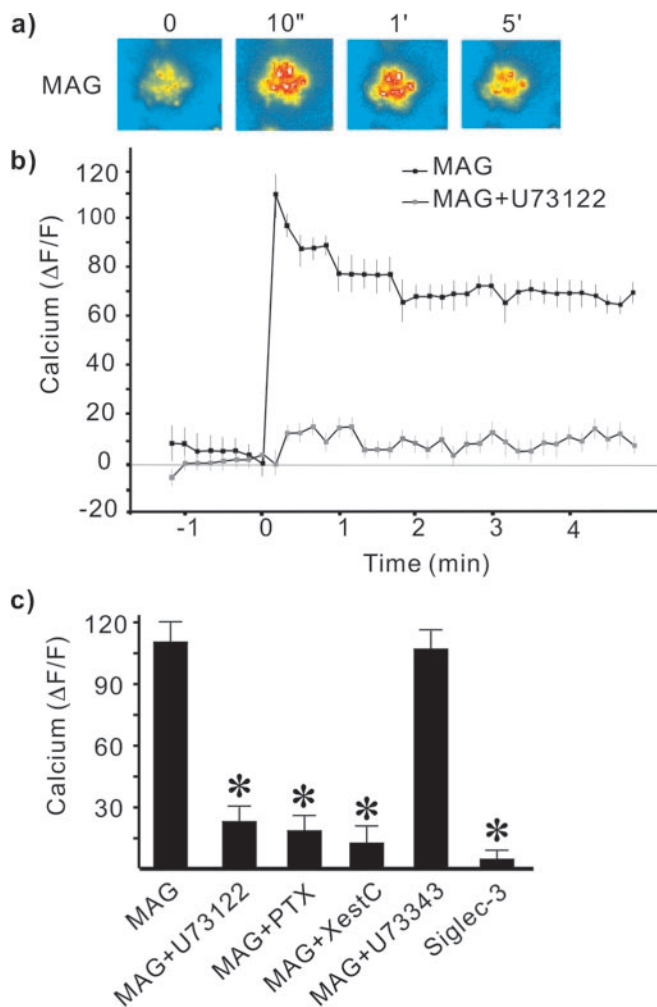 a)
0 10" 1' 5'
MAG
b)
MAG
MAG+U73122
Calcium (ΔF/F)
120
100
80
60
40
20
0
-20
-1 0 1 2 3 4
Time (min)
c)
Calcium (ΔF/F)
120
90
60
30
* * * *
MAG
MAG+U73122
MAG+PTX
MAG+XestC
MAG+U73343
Siglec-3